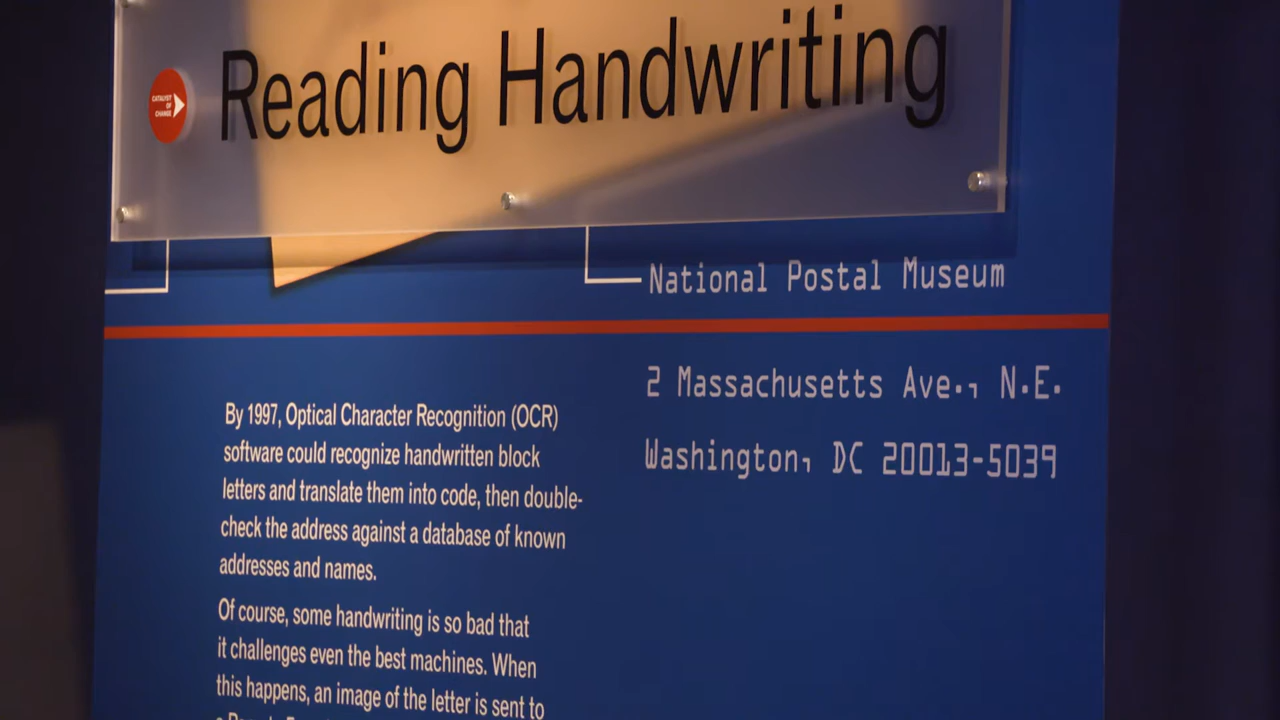 CATALYST
OF
CHANGE
Reading Handwriting
National Postal Museum
2 Massachusetts Ave., N.E.
Washington, DC 20013-5039
By 1997, Optical Character Recognition (OCR)
software could recognize handwritten block
letters and translate them into code, then double-
check the address against a database of known
addresses and names.
Of course, some handwriting is so bad that
it challenges even the best machines. When
this happens, an image of the letter is sent to
a